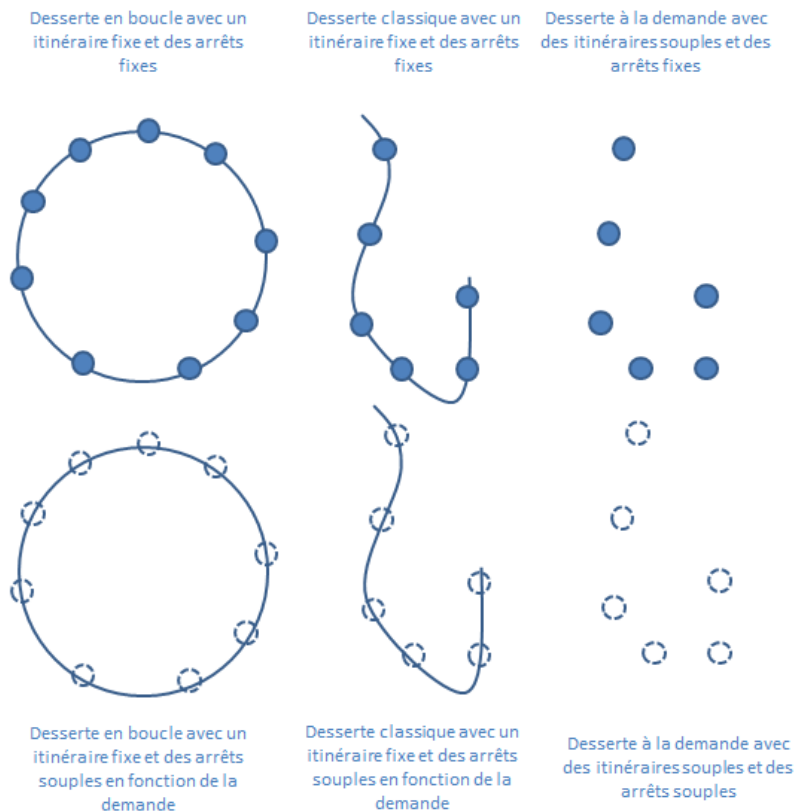 Desserte en boucle avec un
itinéraire fixe et des arrêts
fixes
Desserte classique avec un
itinéraire fixe et des arrêts
fixes
Desserte à la demande avec
des itinéraires souples et des
arrêts fixes
Desserte en boucle avec un
itinéraire fixe et des arrêts
souples en fonction de la
demande
Desserte classique avec un
itinéraire fixe et des arrêts
souples en fonction de la
demande
Desserte à la demande avec
des itinéraires souples et des
arrêts souples